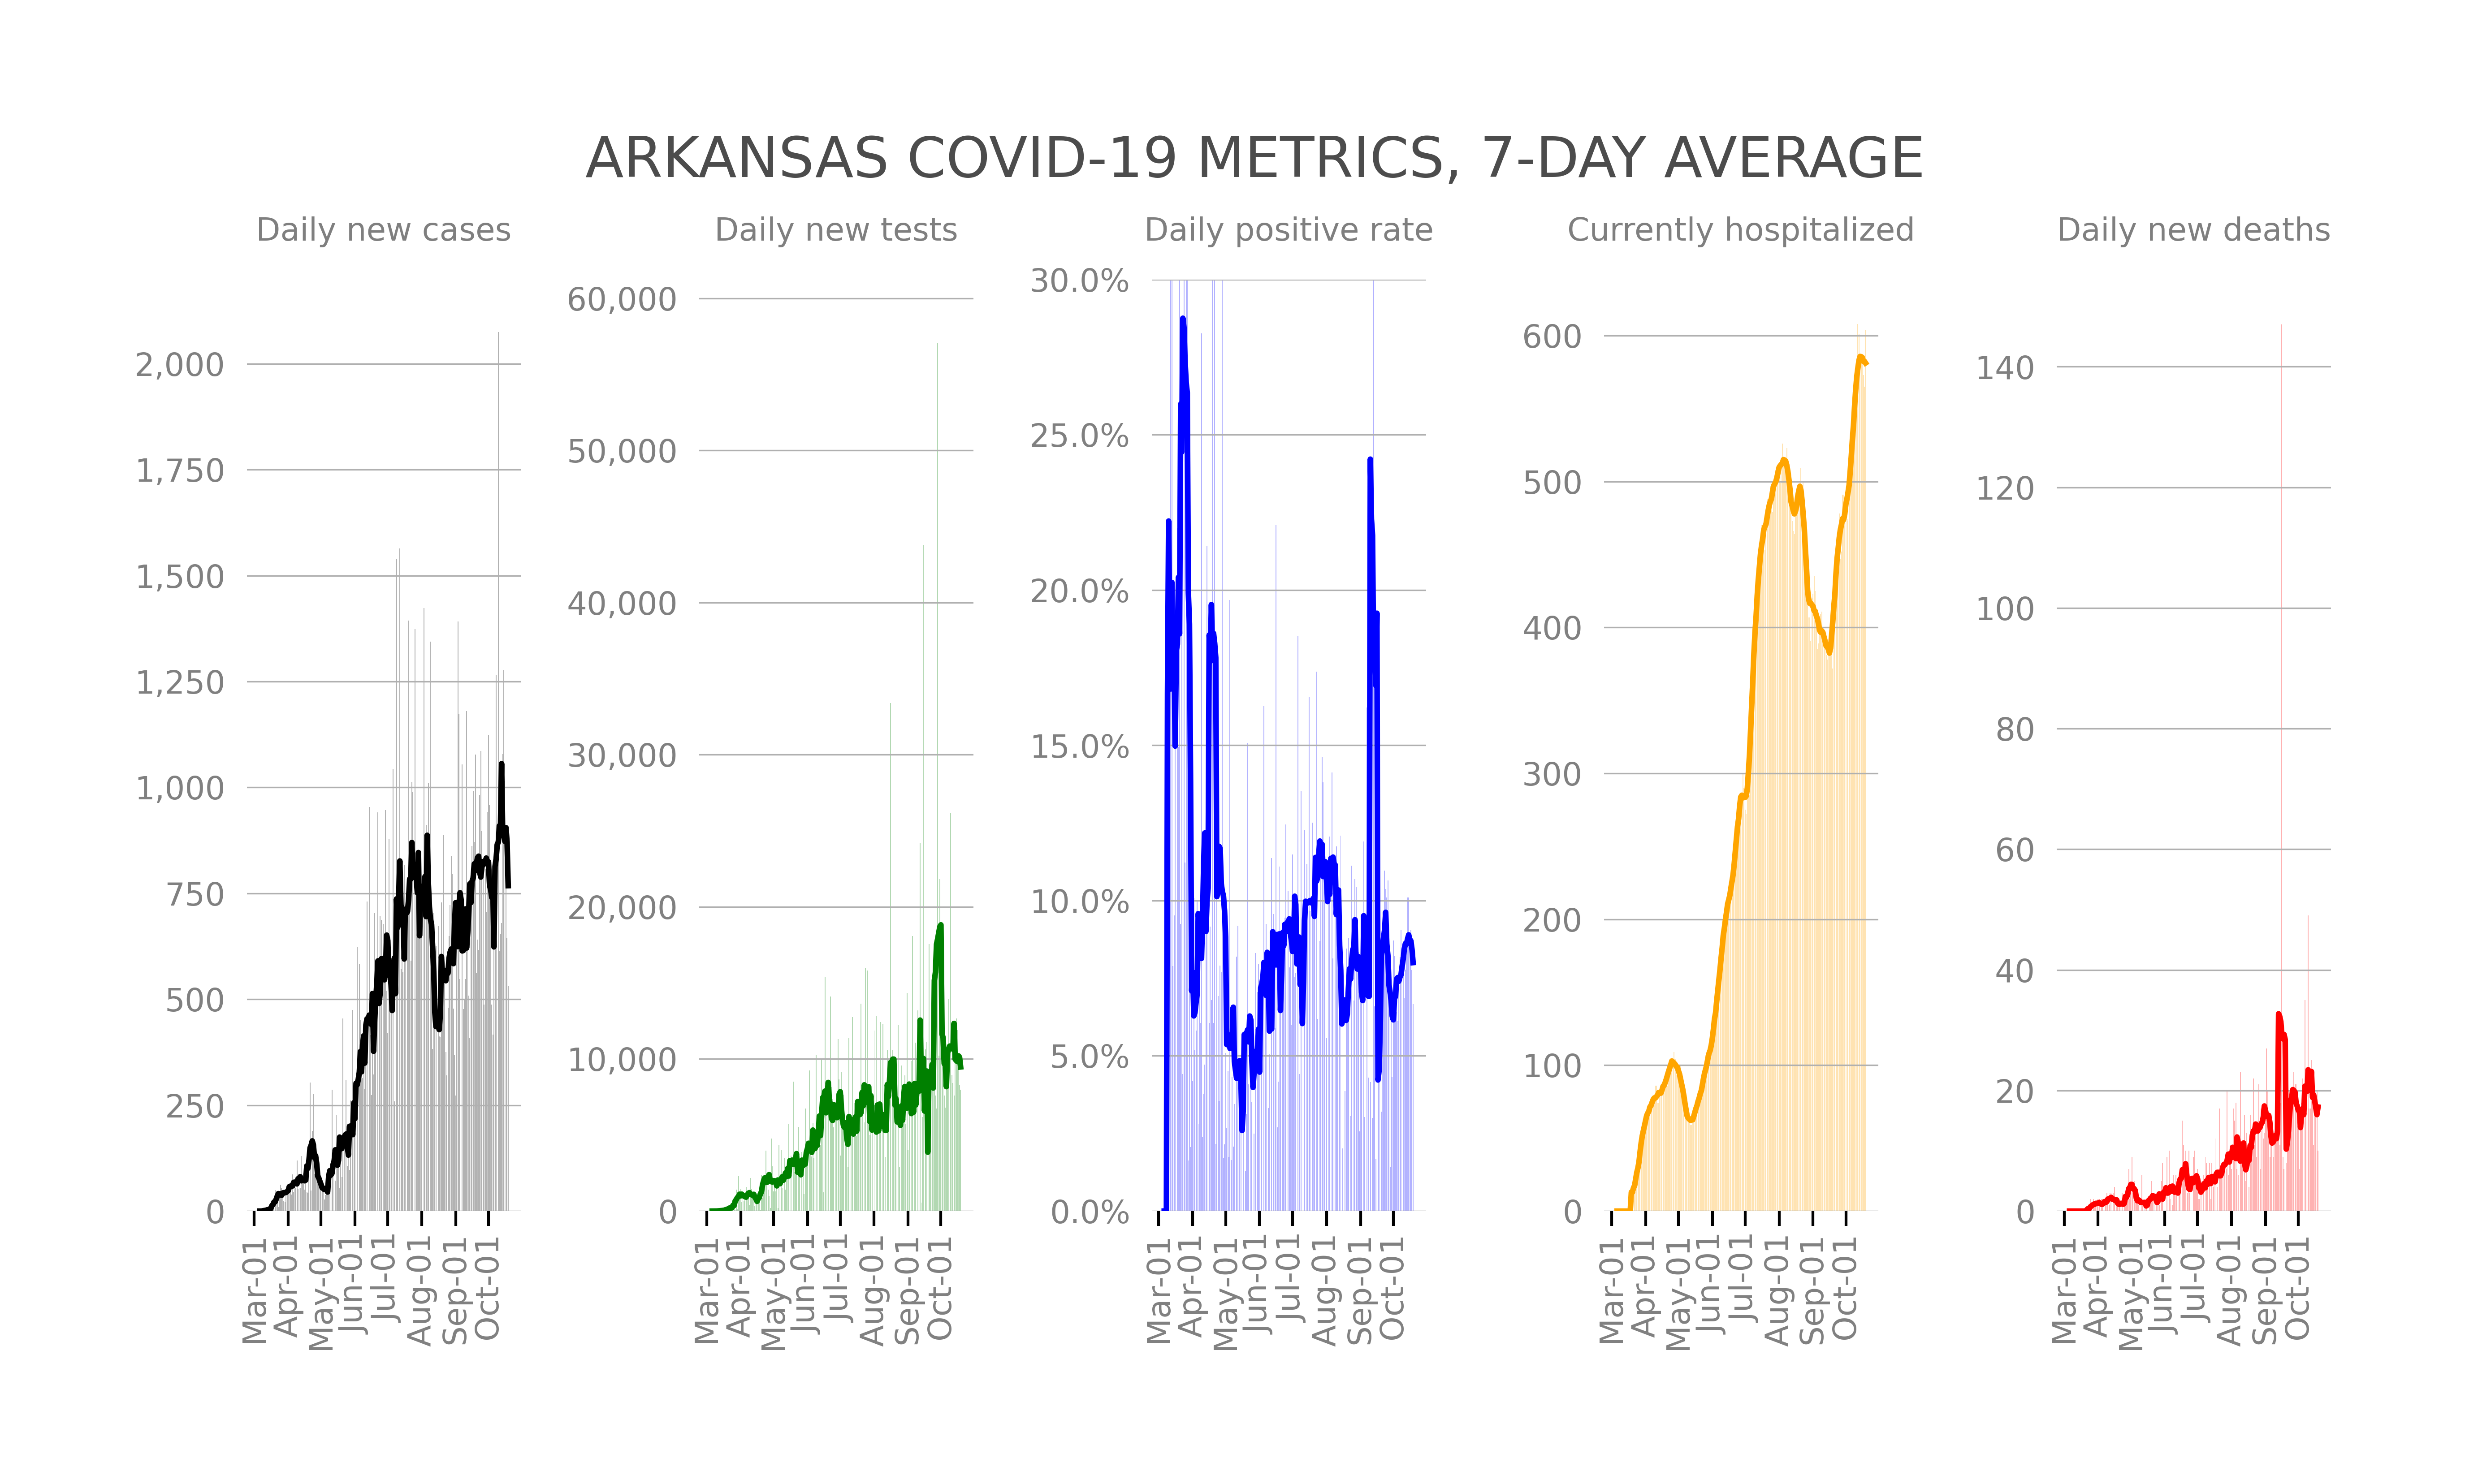 ARKANSAS COVID-19 METRICS, 7-DAY AVERAGE
Daily new cases
2,000
1,750
1,500
1,250
1,000
750
500
250
0
Mar-01
Apr-01
May-01
Jun-01
Jul-01
Aug-01
Sep-01
Oct-01
Daily new tests
60,000
50,000
40,000
30,000
20,000
10,000
0
Mar-01
Apr-01
May-01
Jun-01
Jul-01
Aug-01
Sep-01
Oct-01
Daily positive rate
30.0%
25.0%
20.0%
15.0%
10.0%
5.0%
0.0%
Mar-01
Apr-01
May-01
Jun-01
Jul-01
Aug-01
Sep-01
Oct-01
Currently hospitalized
600
500
400
300
200
100
0
Mar-01
Apr-01
May-01
Jun-01
Jul-01
Aug-01
Sep-01
Oct-01
Daily new deaths
140
120
100
80
60
40
20
0
Mar-01
Apr-01
May-01
Jun-01
Jul-01
Aug-01
Sep-01
Oct-01